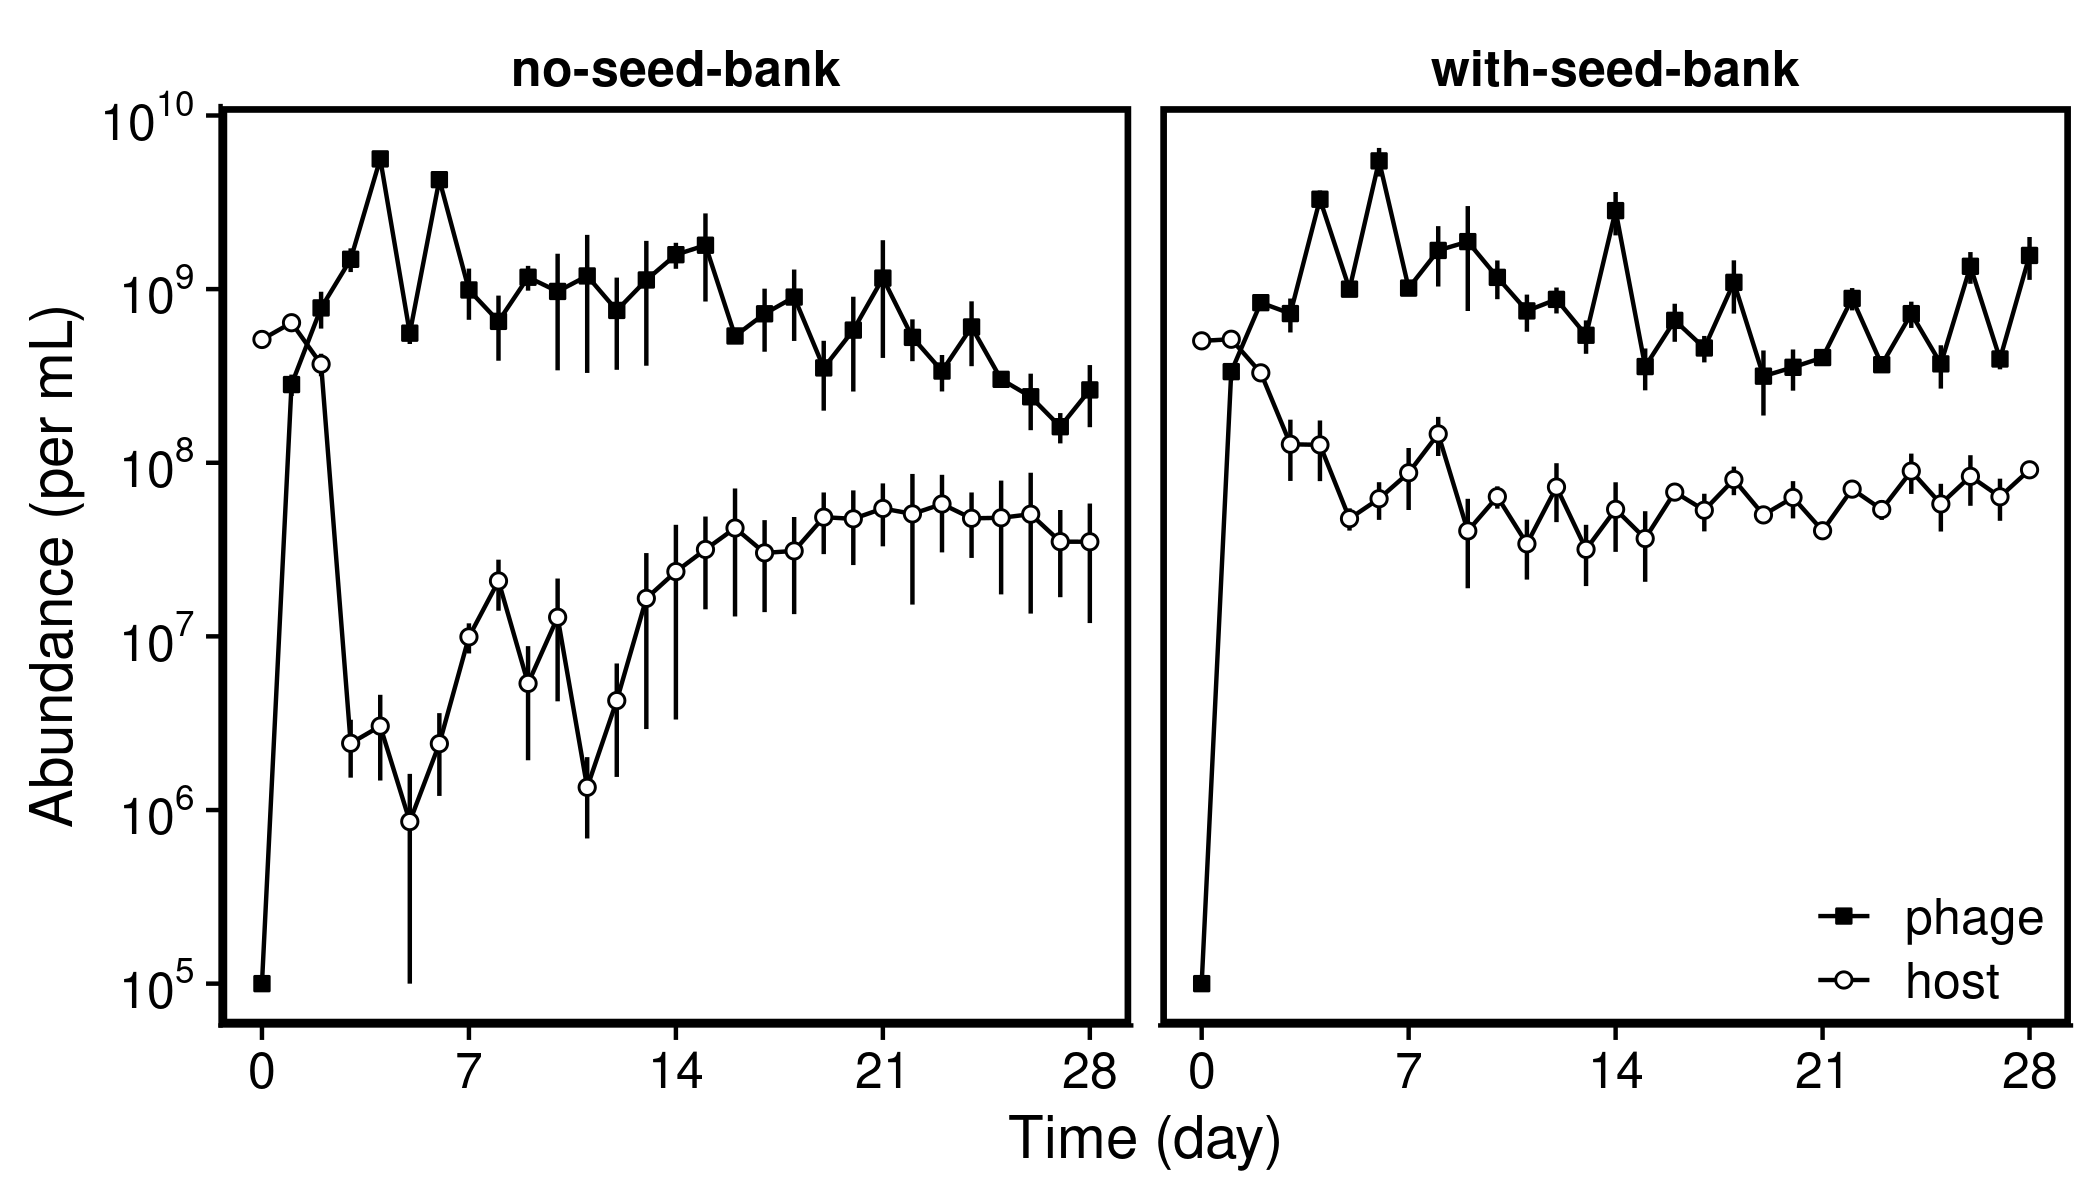 no-seed-bank
with-seed-bank
Abundance (per mL)
10^10
10^9
10^8
10^7
10^6
10^5
0 7 14 21 28
0 7 14 21 28
Time (day)
phage
host